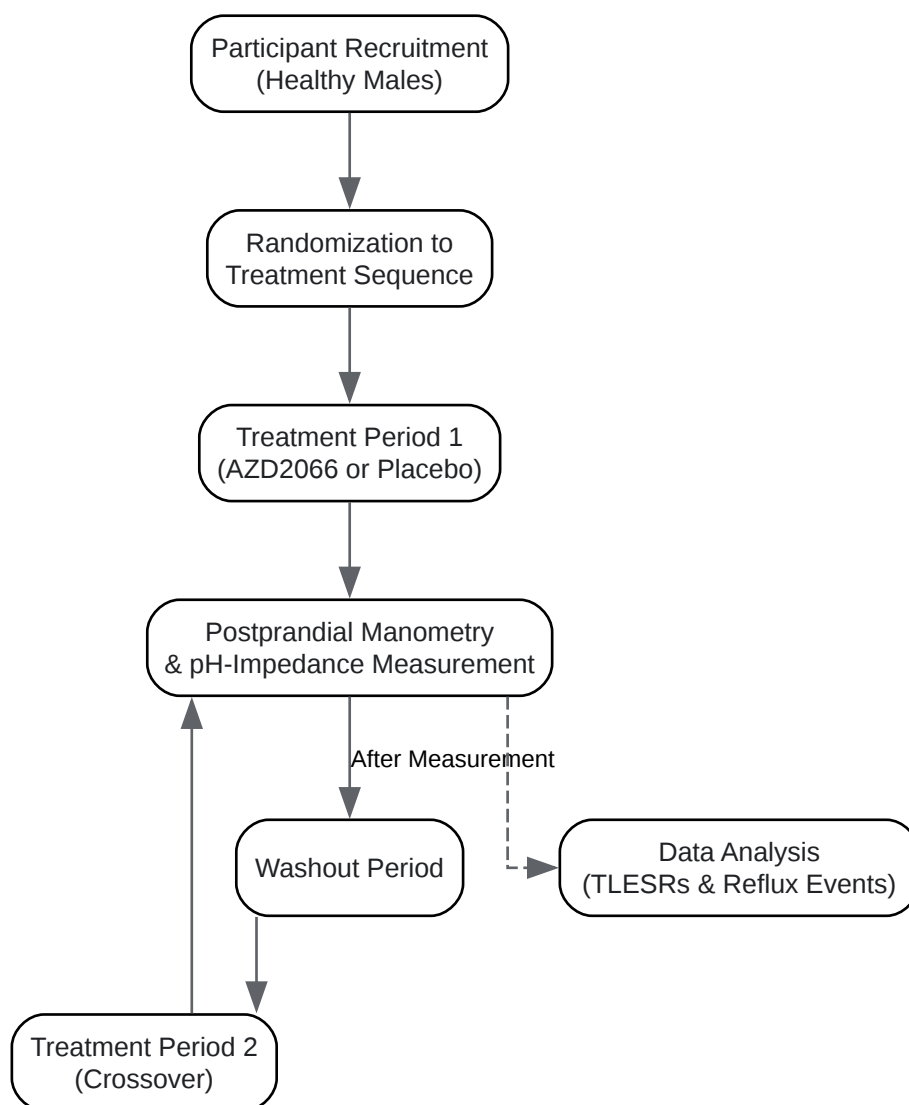 Participant Recruitment
(Healthy Males)
Randomization to
Treatment Sequence
Treatment Period 1
(AZD2066 or Placebo)
Postprandial Manometry
& pH-Impedance Measurement
After Measurement
Washout Period
Data Analysis
(TLESRs & Reflux Events)
Treatment Period 2
(Crossover)